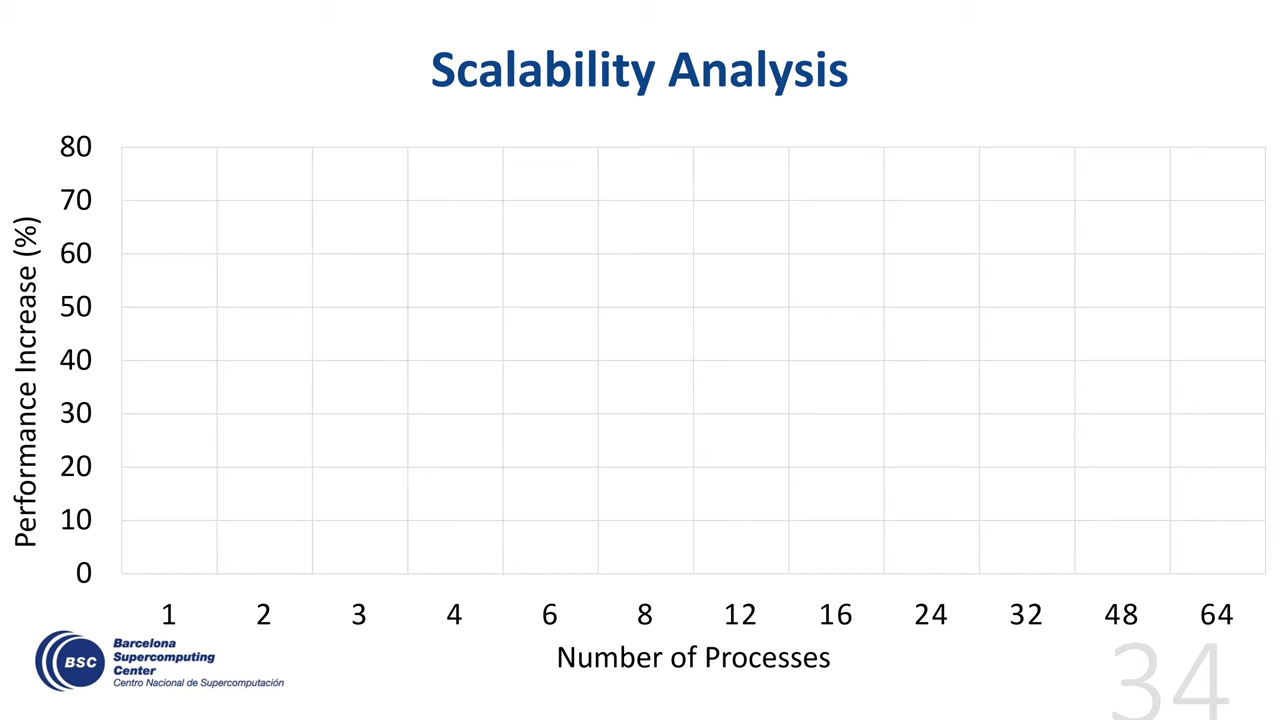 Scalability Analysis
Performance Increase (%)
80
70
60
50
40
30
20
10
0
1 2 3 4 6 8 12 16 24 32 48 64
Number of Processes
BSC
Barcelona
Supercomputing
Center
Centro Nacional de Supercomputación
34